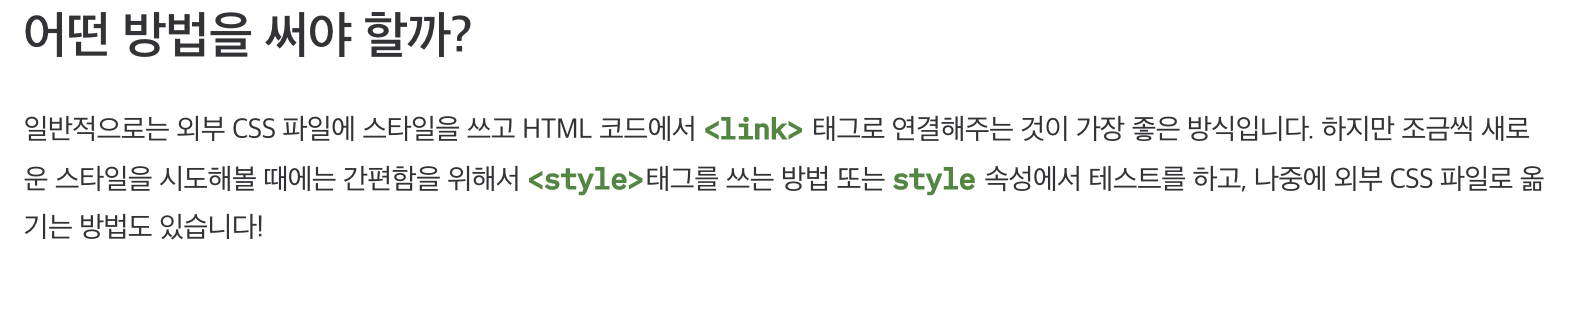 어떤 방법을 써야 할까?
일반적으로는 외부 CSS 파일에 스타일을 쓰고 HTML 코드에서 <link> 태그로 연결해주는 것이 가장 좋은 방식입니다. 하지만 조금씩 새로
운 스타일을 시도해볼 때에는 간편함을 위해서 <style>태그를 쓰는 방법 또는 style 속성에서 테스트를 하고, 나중에 외부 CSS 파일로 옮
기는 방법도 있습니다!